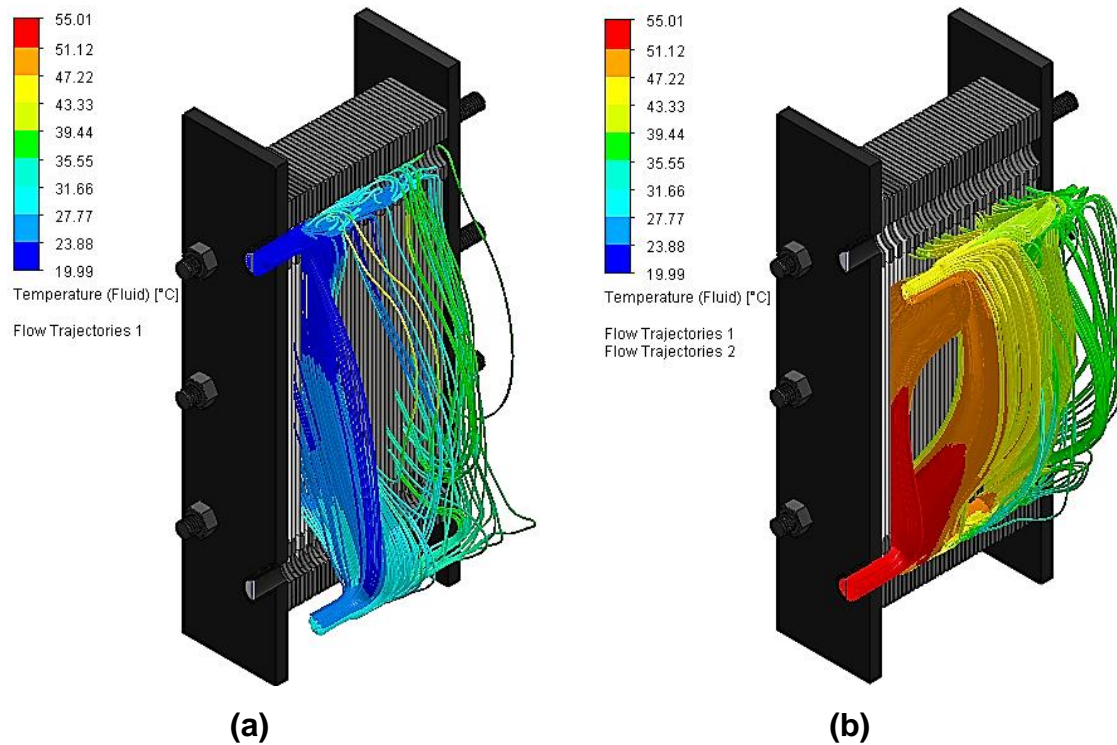 55.01
51.12
47.22
43.33
39.44
35.55
31.66
27.77
23.88
19.99
Temperature (Fluid) [°C]
Flow Trajectories 1
(a)
55.01
51.12
47.22
43.33
39.44
35.55
31.66
27.77
23.88
19.99
Temperature (Fluid) [°C]
Flow Trajectories 1
Flow Trajectories 2
(b)